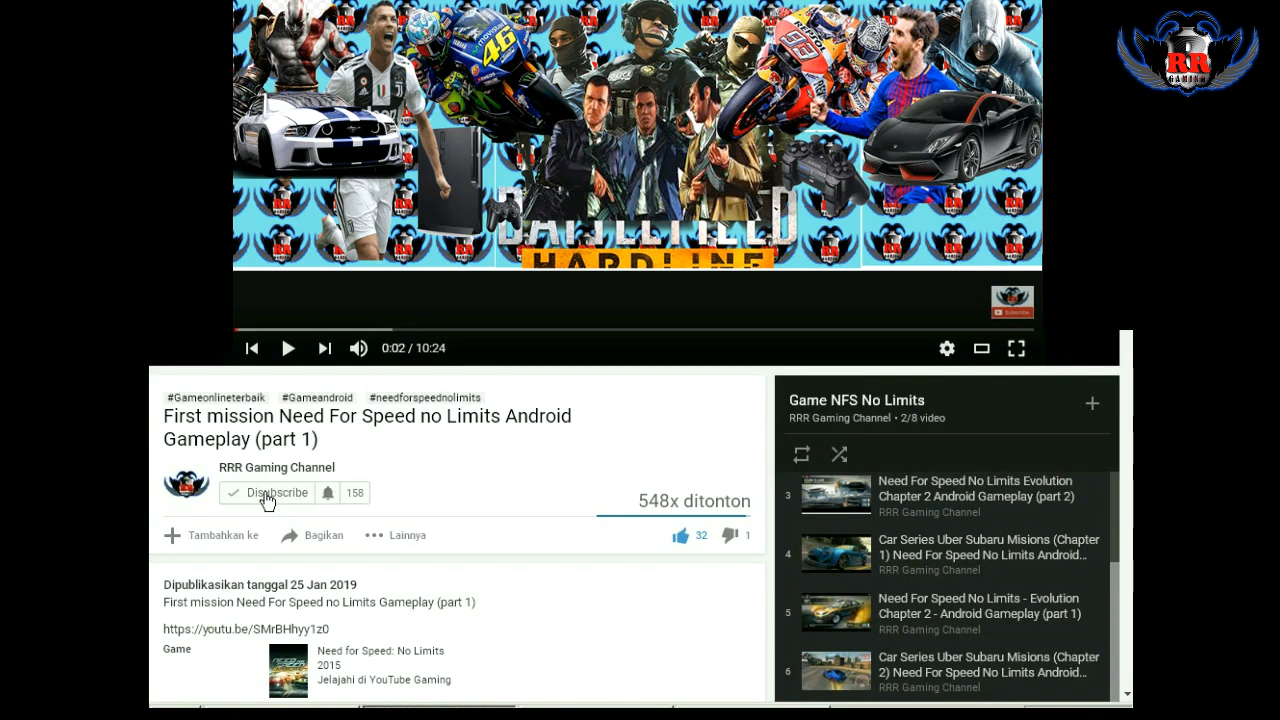 46
POLICE
REPSOL
93
RR
GAMING
BATTLEFIELD
HARDLINE
Subscribe
0:02 / 10:24
#Gameonlineterbaik #Gameandroid #needforspeednolimits
First mission Need For Speed no Limits Android
Gameplay (part 1)
RRR Gaming Channel
Disubscribe 158
548x ditonton
Tambahkan ke Bagikan Lainnya 32 1
Dipublikasikan tanggal 25 Jan 2019
First mission Need For Speed no Limits Gameplay (part 1)
https://youtu.be/SMrBHhyy1z0
Game
Need for Speed: No Limits
2015
Jelajahi di YouTube Gaming
Game NFS No Limits
RRR Gaming Channel • 2/8 video
3
Need For Speed No Limits Evolution
Chapter 2 Android Gameplay (part 2)
RRR Gaming Channel
4
Car Series Uber Subaru Misions (Chapter
1) Need For Speed No Limits Android...
RRR Gaming Channel
5
Need For Speed No Limits - Evolution
Chapter 2 - Android Gameplay (part 1)
RRR Gaming Channel
6
Car Series Uber Subaru Misions (Chapter
2) Need For Speed No Limits Android...
RRR Gaming Channel